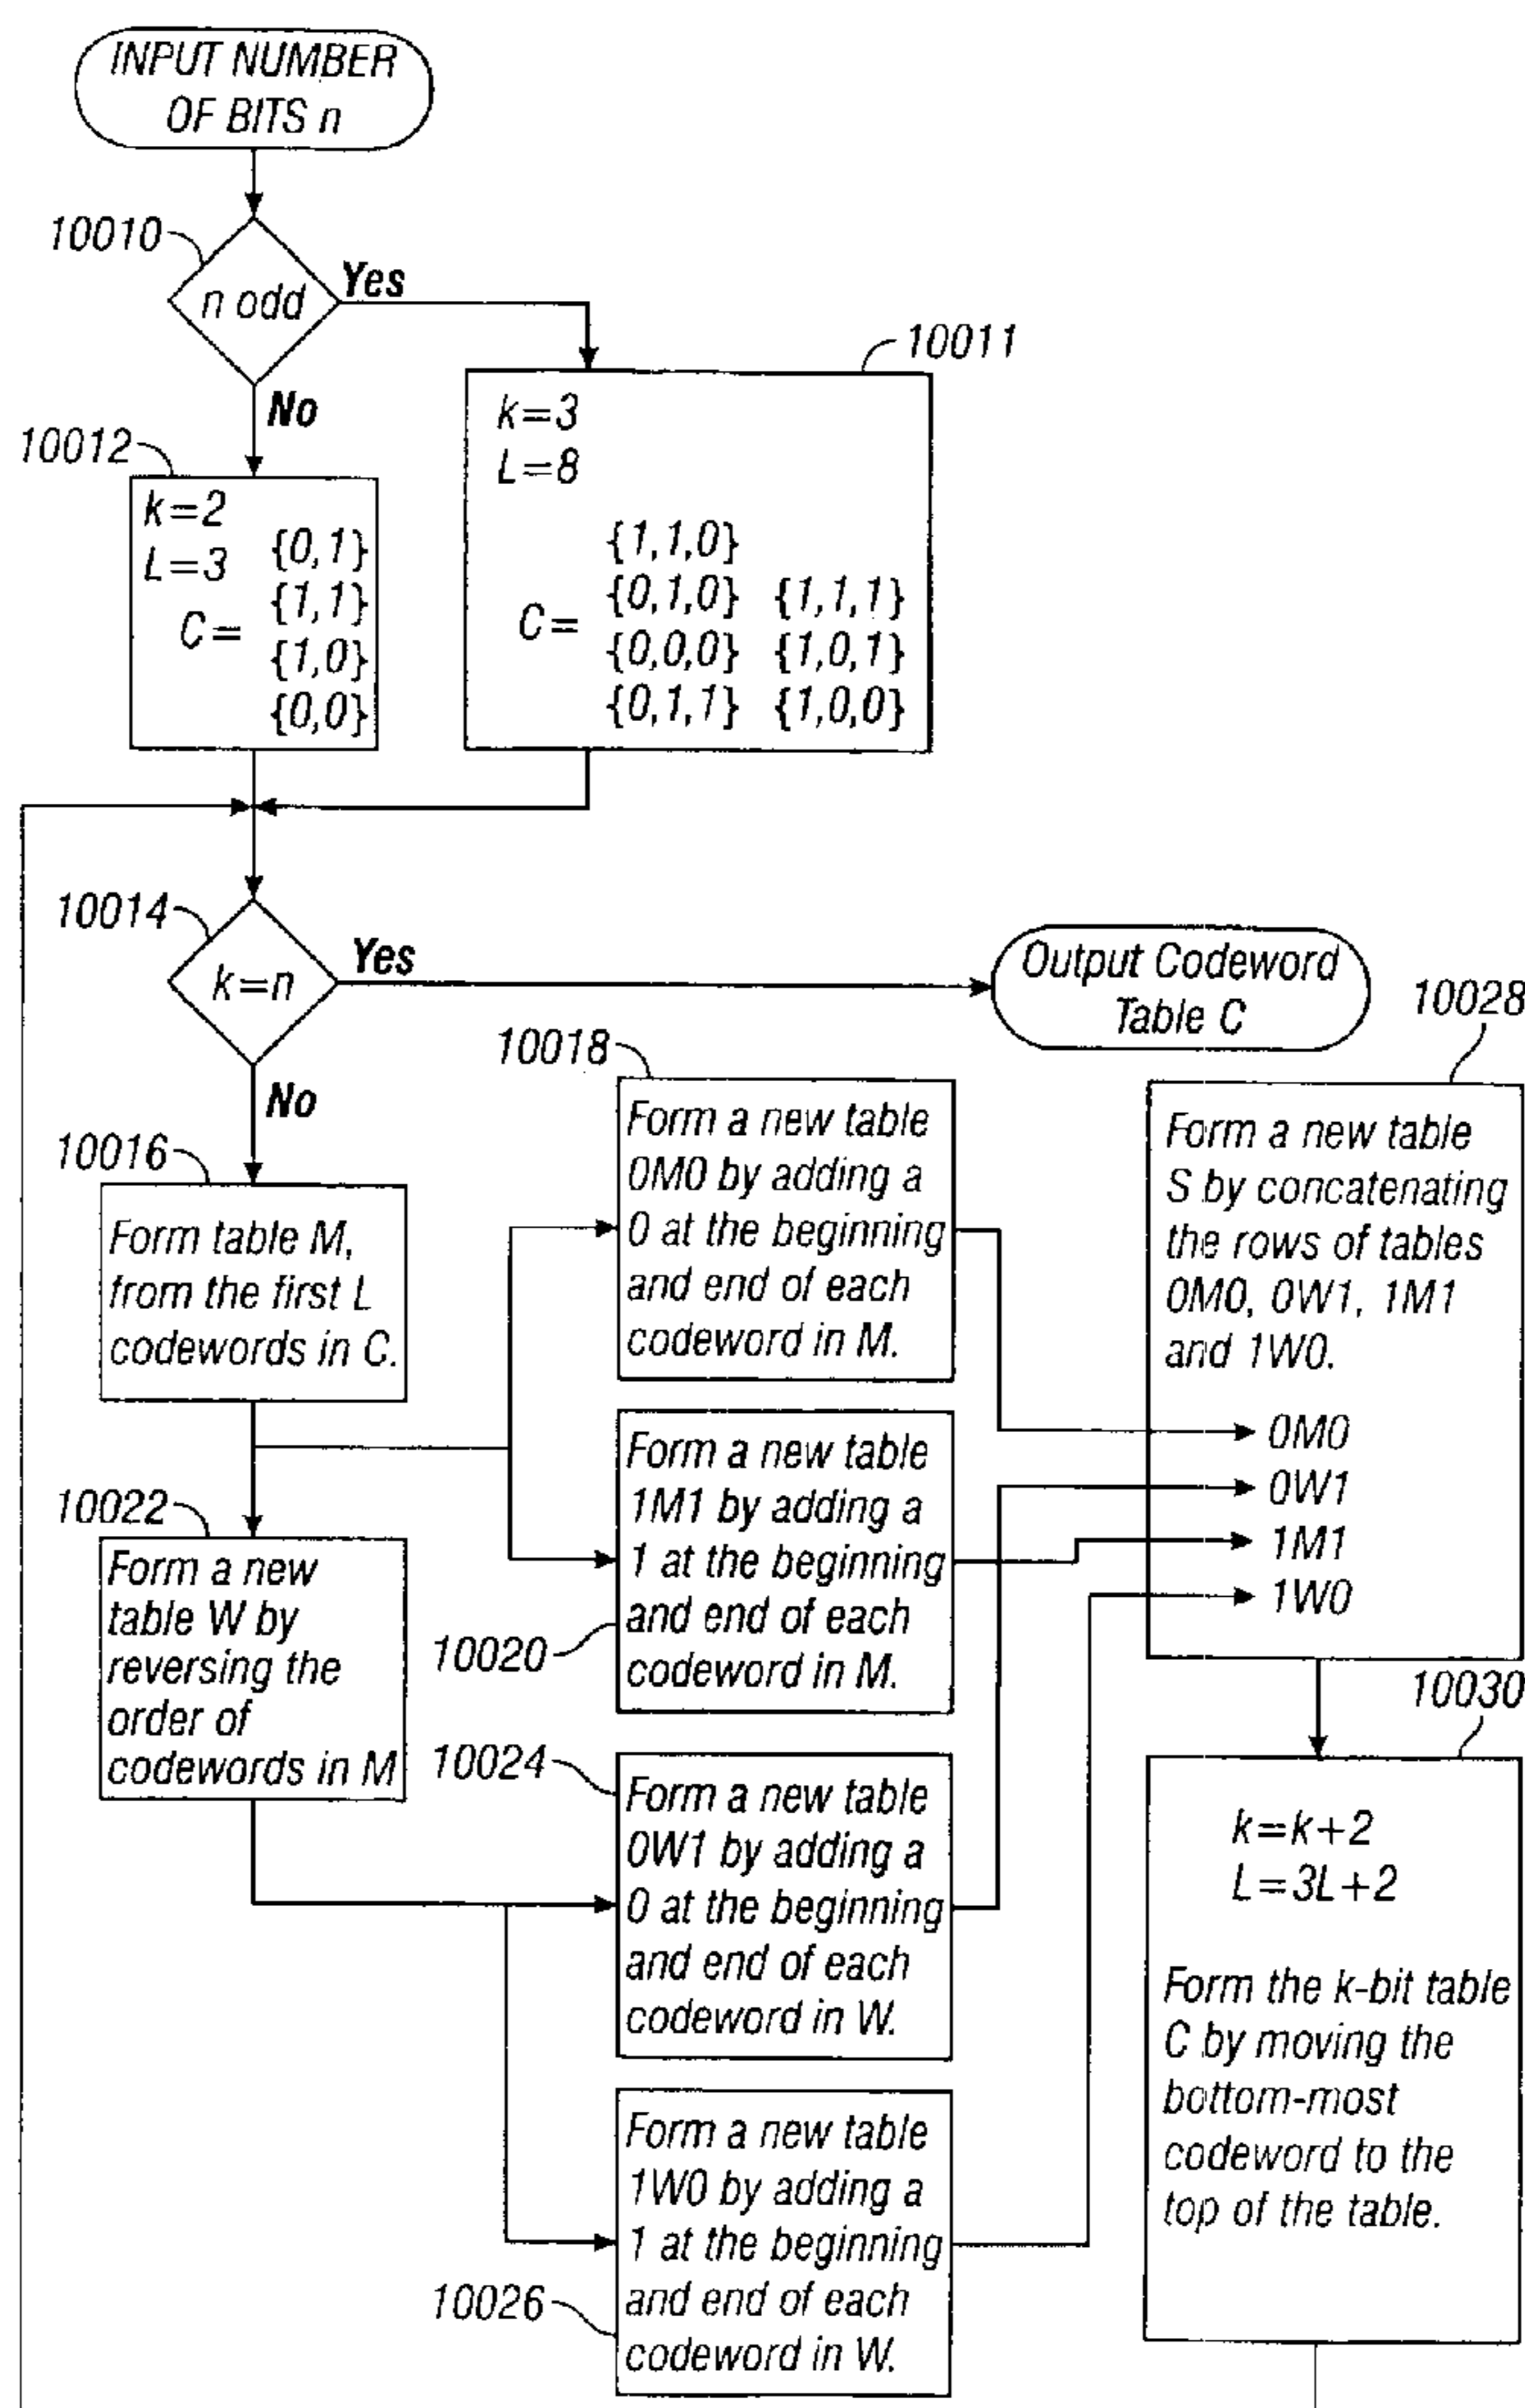 INPUT NUMBER
OF BITS n
10010
n odd
Yes
No
10011
k=3
L=8
C=
{1,1,0}
{0,1,0} {1,1,1}
{0,0,0} {1,0,1}
{0,1,1} {1,0,0}
10012
k=2
L=3
C=
{0,1}
{1,1}
{1,0}
{0,0}
10014
k=n
Yes
No
Output Codeword
Table C
10016
Form table M,
from the first L
codewords in C.
10018
Form a new table
0M0 by adding a
0 at the beginning
and end of each
codeword in M.
Form a new table
1M1 by adding a
1 at the beginning
and end of each
codeword in M.
10020
10022
Form a new
table W by
reversing the
order of
codewords in M
10024
Form a new table
0W1 by adding a
0 at the beginning
and end of each
codeword in W.
Form a new table
1W0 by adding a
1 at the beginning
and end of each
codeword in W.
10026
10028
Form a new table
S by concatenating
the rows of tables
0M0, 0W1, 1M1
and 1W0.
0M0
0W1
1M1
1W0
10030
k=k+2
L=3L+2
Form the k-bit table
C by moving the
bottom-most
codeword to the
top of the table.